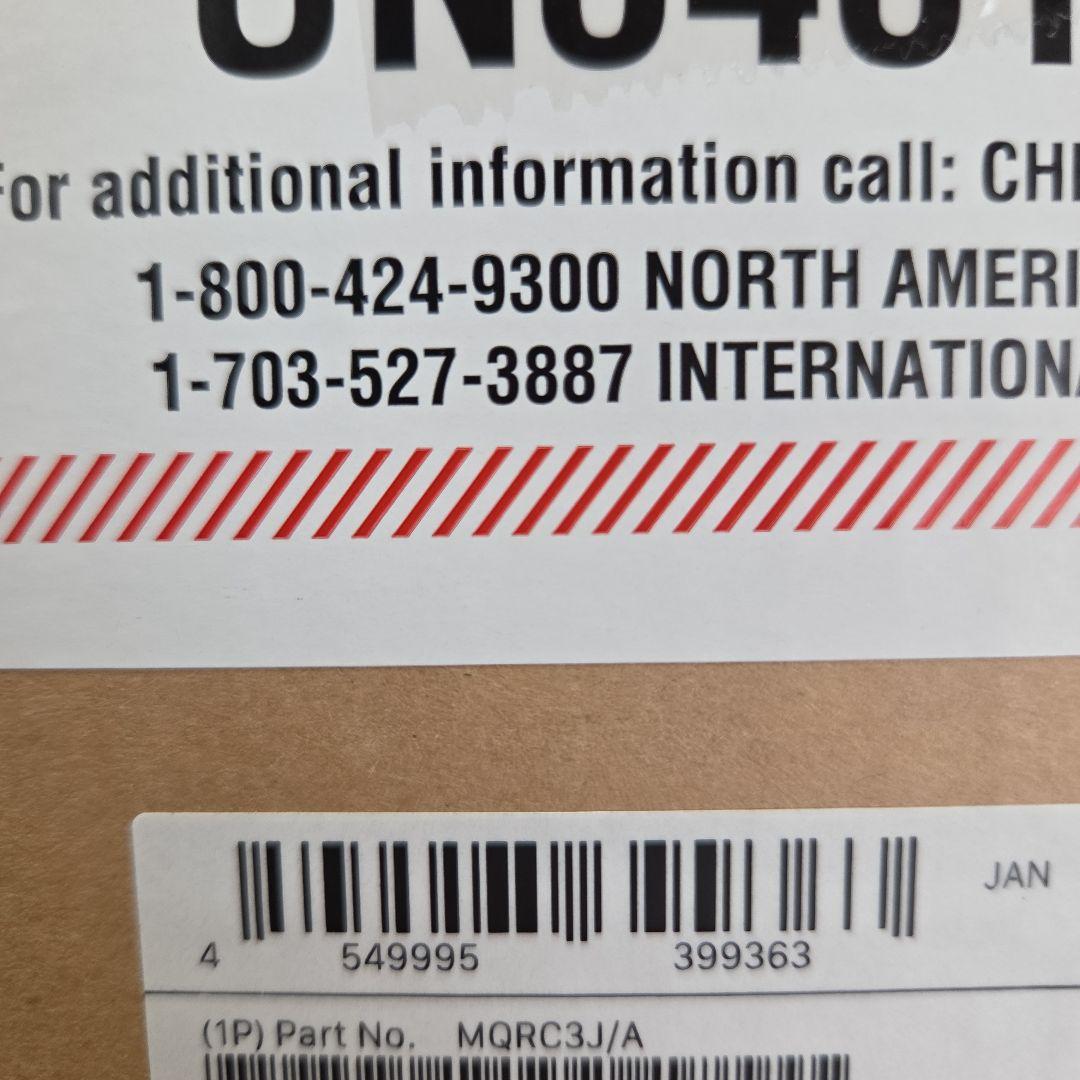 For additional information call:
1-800-424-9300 NORTH
1-703-527-3887
4 549995 399363
JAN
(1P) Part No. MQRC3J/A